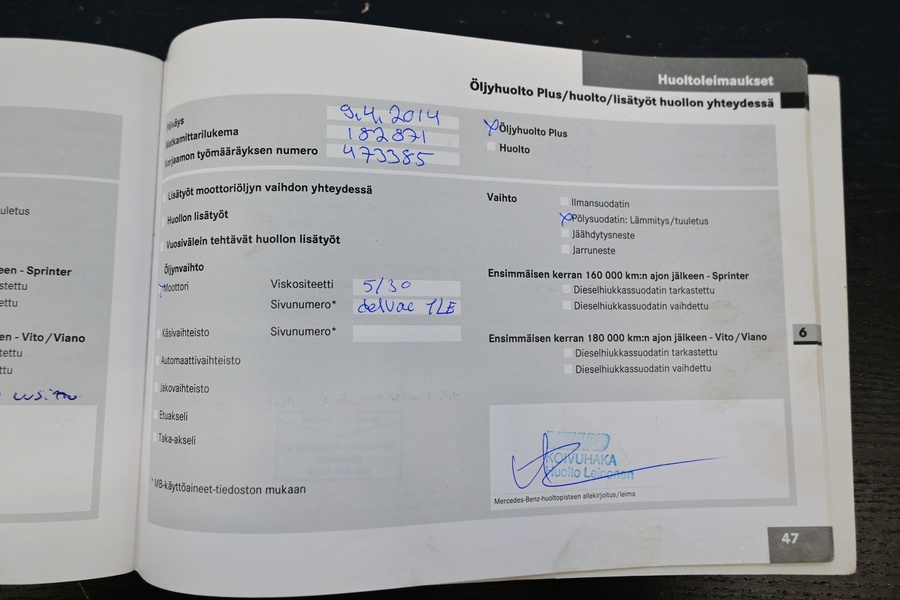 uletus
een - Sprinter
stettu
ettu
en - Vito / Viano
tettu
ttu
Huoltoleimaukset
Öljyhuolto Plus/huolto/lisätyöt huollon yhteydessä
9.4.2014
Matkamittarilukema 182871
Korjaamon työmääräyksen numero 473385
X Öljyhuolto Plus
Huolto
Lisätyöt moottoriöljyn vaihdon yhteydessä
Huollon lisätyöt
Vuosivälein tehtävät huollon lisätyöt
Öljynvaihto
Moottori Viskositeetti 5/30
Sivunumero* delvac 1LE
Käsivaihteisto Sivunumero*
Automaattivaihteisto
Jakovaihteisto
Etuakseli
Taka-akseli
* MB-käyttöaineet-tiedoston mukaan
Vaihto
Ilmansuodatin
X Pölysuodatin: Lämmitys/tuuletus
Jäähdytysneste
Jarruneste
Ensimmäisen kerran 160 000 km:n ajon jälkeen - Sprinter
Dieselhiukkassuodatin tarkastettu
Dieselhiukkassuodatin vaihdettu
Ensimmäisen kerran 180 000 km:n ajon jälkeen - Vito / Viano
Dieselhiukkassuodatin tarkastettu
Dieselhiukkassuodatin vaihdettu
KOIVUHAKA
Huolto Leinonen
Mercedes-Benz-huoltopisteen allekirjoitus/leima
6
47